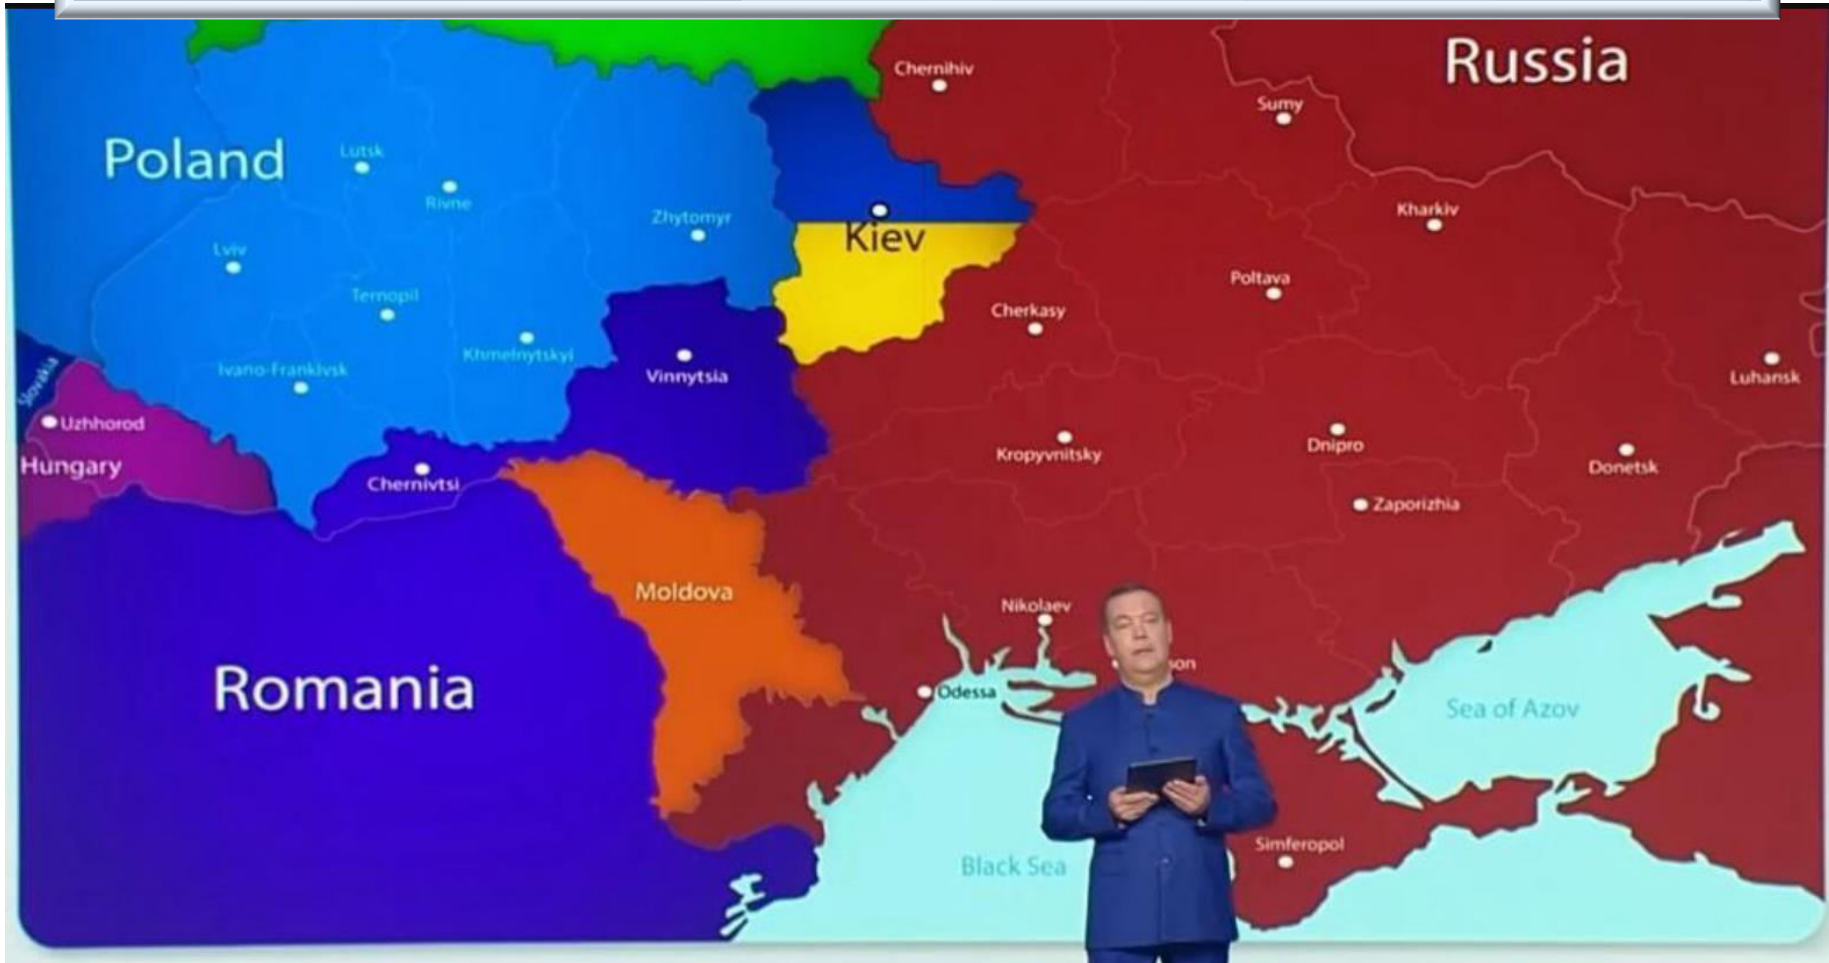 Russia
Chernihiv
Sumy
Poland
Lutsk
Rivne
Zhytomyr
Kiev
Kharkiv
Lviv
Ternopil
Poltava
Cherkasy
Khmelnytskyi
Ivano-Frankivsk
Vinnytsia
Luhansk
Slovakia
Uzhhorod
Hungary
Chernivtsi
Kropyvnitsky
Dnipro
Donetsk
Zaporizhia
Moldova
Nikolaev
son
Romania
Odessa
Sea of Azov
Simferopol
Black Sea